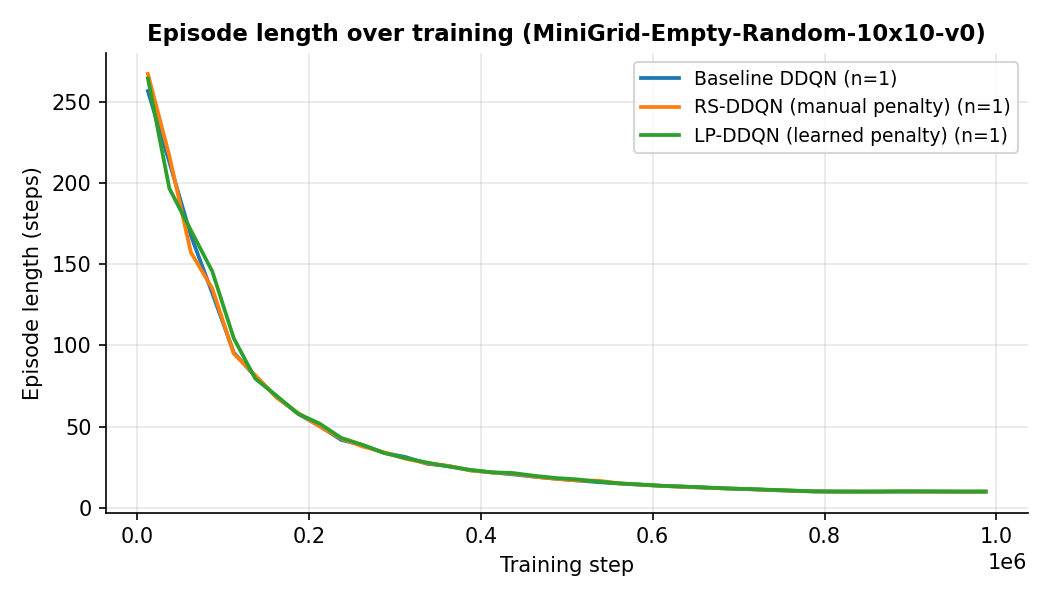 Episode length over training (MiniGrid-Empty-Random-10x10-v0)
Baseline DDQN (n=1)
RS-DDQN (manual penalty) (n=1)
LP-DDQN (learned penalty) (n=1)
Episode length (steps)
250
200
150
100
50
0
0.0 0.2 0.4 0.6 0.8 1.0
1e6
Training step